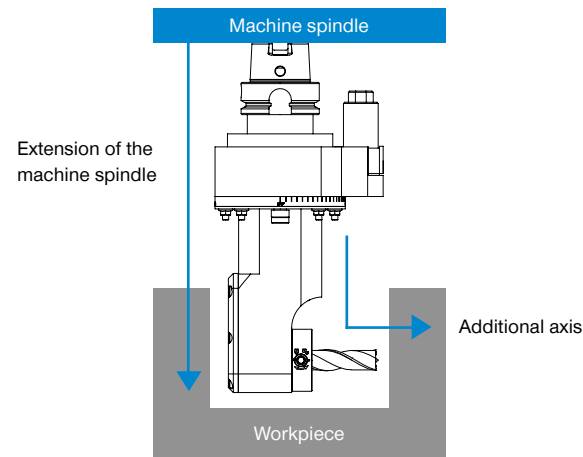 Machine spindle
Extension of the
machine spindle
Additional axis
Workpiece